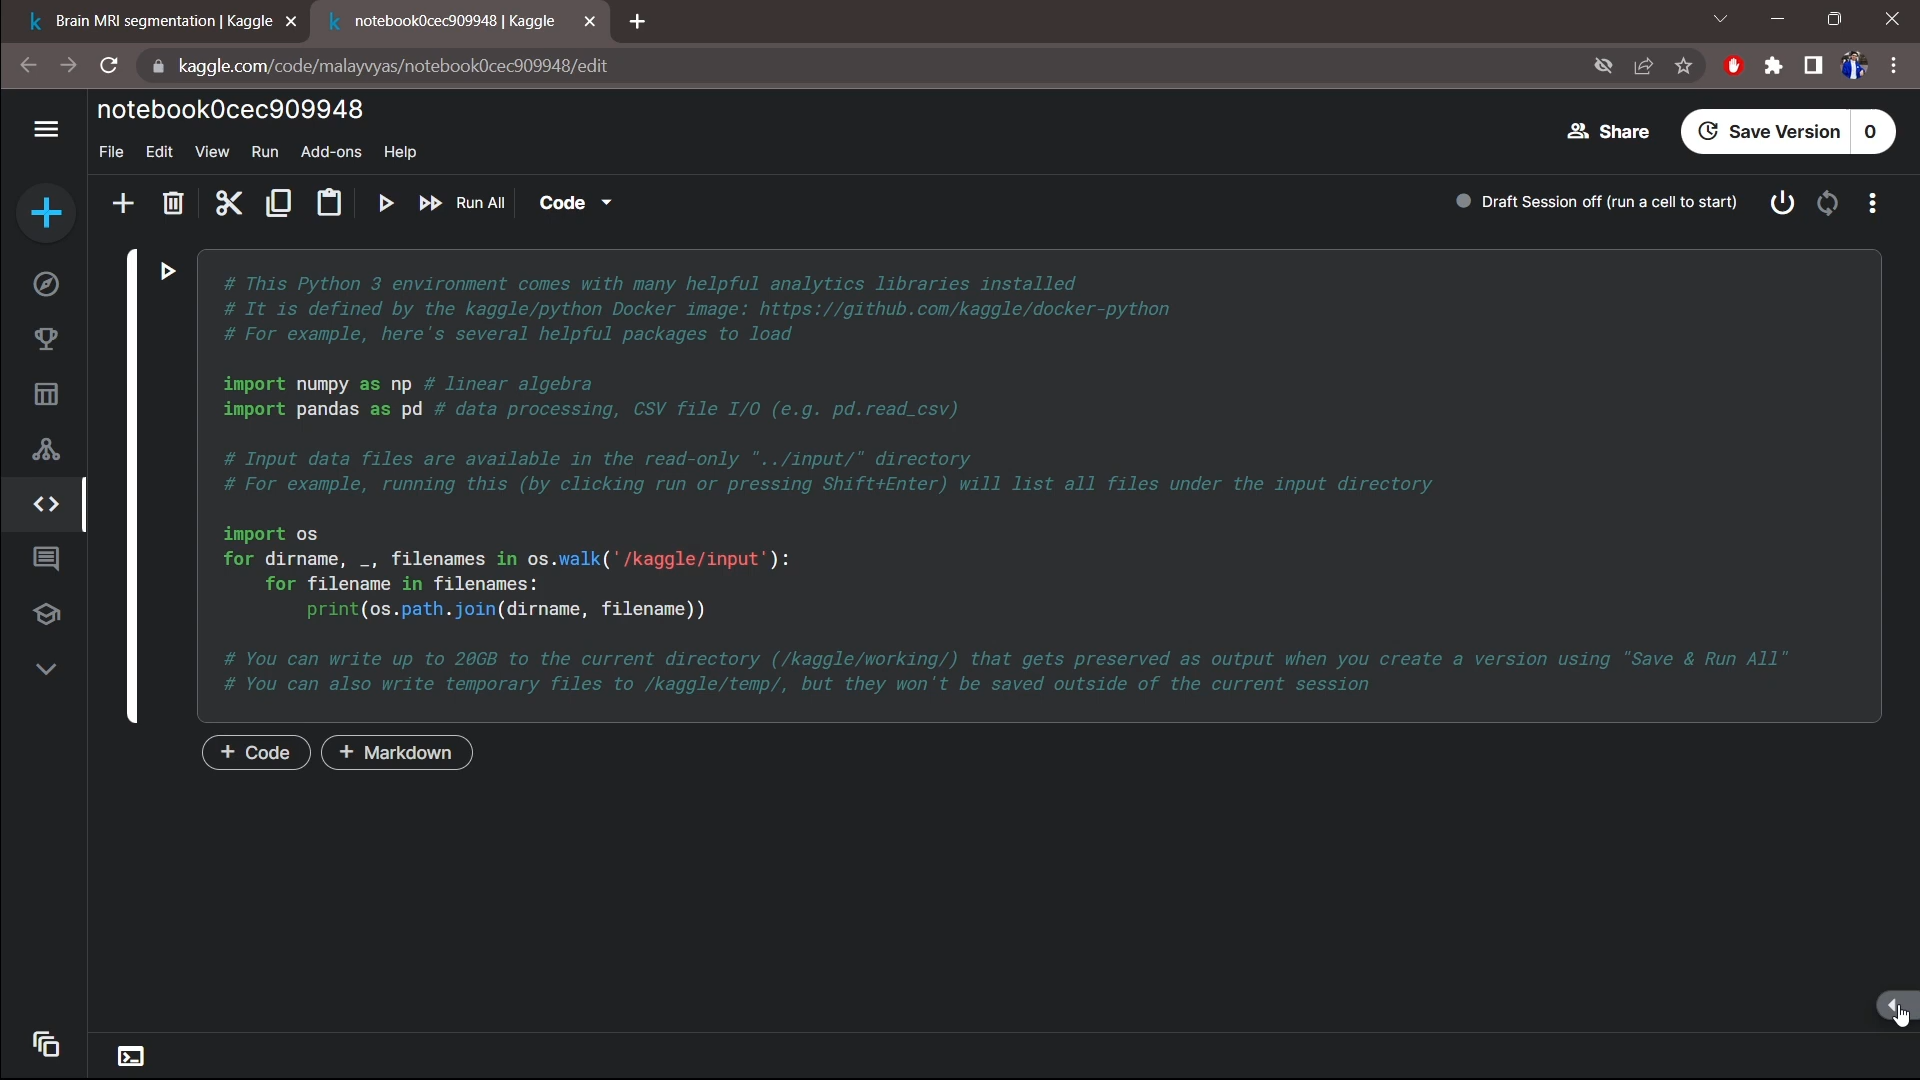 Brain MRI segmentation | Kaggle
notebook0cec909948 | Kaggle
kaggle.com/code/malayvyas/notebook0cec909948/edit
notebook0cec909948
File Edit View Run Add-ons Help
Share
Save Version 0
Run All Code
Draft Session off (run a cell to start)
# This Python 3 environment comes with many helpful analytics libraries installed
# It is defined by the kaggle/python Docker image: https://github.com/kaggle/docker-python
# For example, here's several helpful packages to load
import numpy as np # linear algebra
import pandas as pd # data processing, CSV file I/O (e.g. pd.read_csv)
# Input data files are available in the read-only "../input/" directory
# For example, running this (by clicking run or pressing Shift+Enter) will list all files under the input directory
import os
for dirname, _, filenames in os.walk('/kaggle/input'):
    for filename in filenames:
        print(os.path.join(dirname, filename))
# You can write up to 20GB to the current directory (/kaggle/working/) that gets preserved as output when you create a version using "Save & Run All"
# You can also write temporary files to /kaggle/temp/, but they won't be saved outside of the current session
+ Code + Markdown